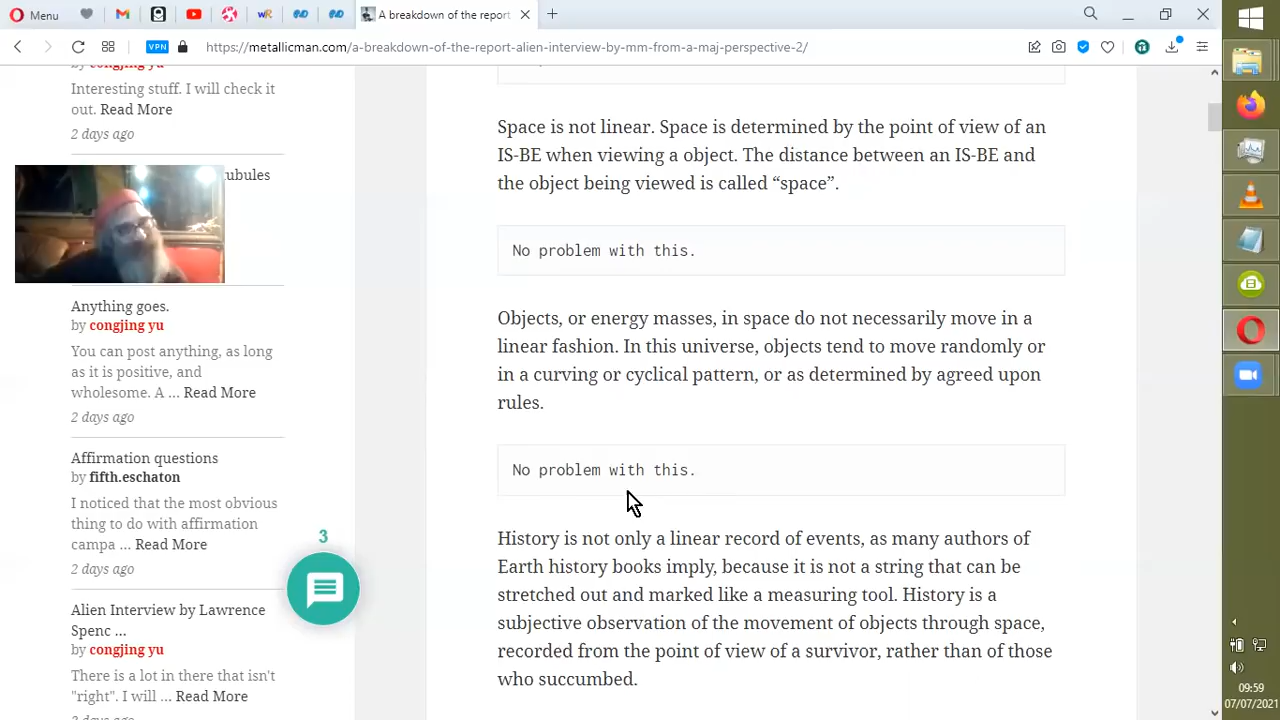 Menu
A breakdown of the report
VPN
https://metallicman.com/a-breakdown-of-the-report-alien-interview-by-mm-from-a-maj-perspective-2/
by congjing yu
Interesting stuff. I will check it
out. Read More
2 days ago
tubules
Anything goes.
by congjing yu
You can post anything, as long
as it is positive, and
wholesome. A ... Read More
2 days ago
Affirmation questions
by fifth.eschaton
I noticed that the most obvious
thing to do with affirmation
campa ... Read More
2 days ago
Alien Interview by Lawrence
Spenc ...
by congjing yu
There is a lot in there that isn't
"right". I will ... Read More
2 days ago
3
Space is not linear. Space is determined by the point of view of an
IS-BE when viewing a object. The distance between an IS-BE and
the object being viewed is called “space”.
No problem with this.
Objects, or energy masses, in space do not necessarily move in a
linear fashion. In this universe, objects tend to move randomly or
in a curving or cyclical pattern, or as determined by agreed upon
rules.
No problem with this.
History is not only a linear record of events, as many authors of
Earth history books imply, because it is not a string that can be
stretched out and marked like a measuring tool. History is a
subjective observation of the movement of objects through space,
recorded from the point of view of a survivor, rather than of those
who succumbed.
09:59
07/07/2021